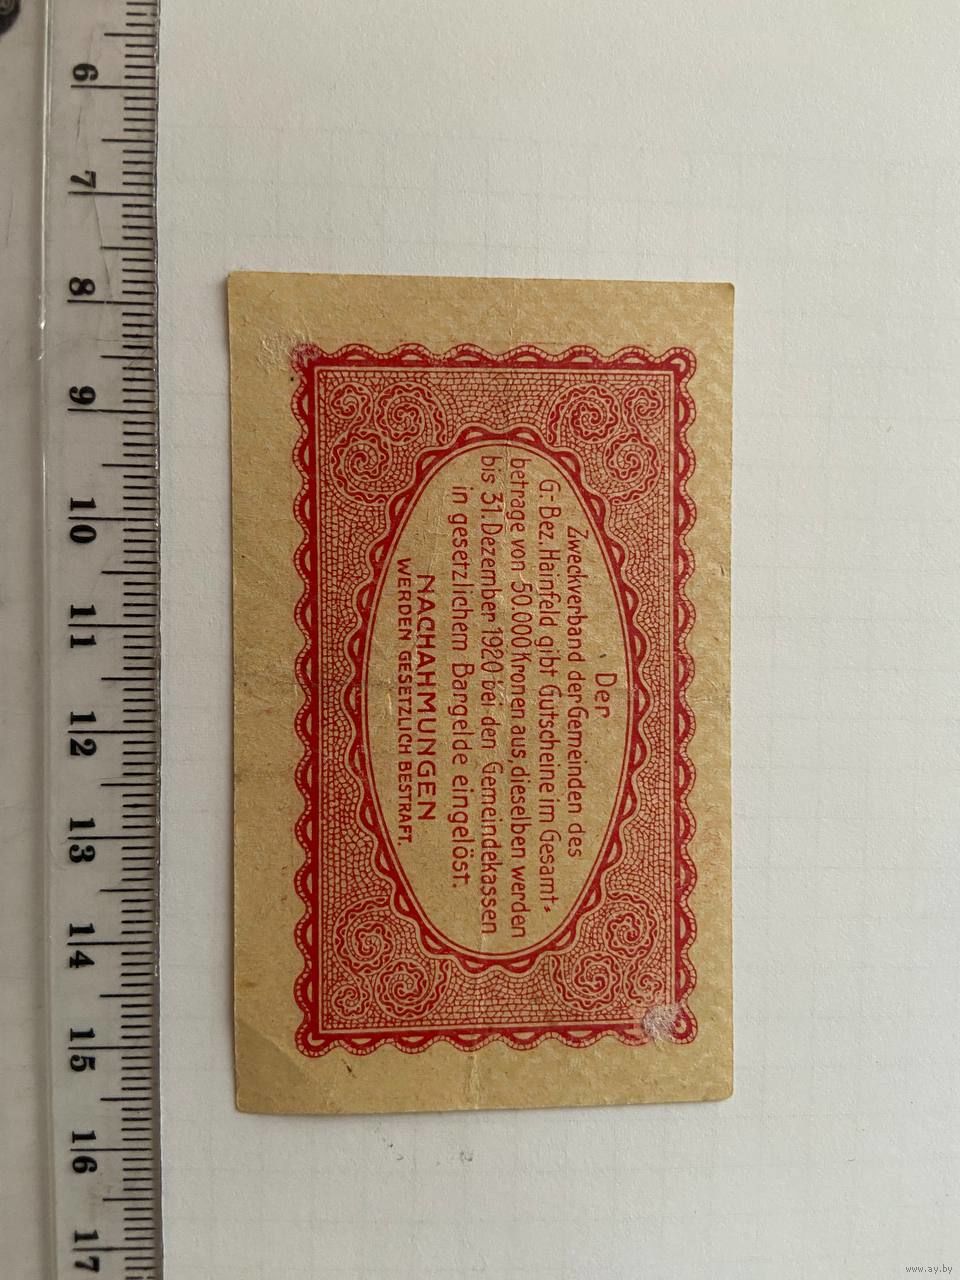 Der
Zweckverband der Gemeinden des
G.-Bez. Hainfeld gibt Gutscheine im Gesamt-
betrage von 50.000 Kronen aus, dieselben werden
bis 31. Dezember 1920 bei den Gemeindekassen
in gesetzlichem Bargelde eingelöst.
NACHAHMUNGEN
WERDEN GESETZLICH BESTRAFT.
6
7
8
9
10
11
12
13
14
15
16
17
www.ay.by